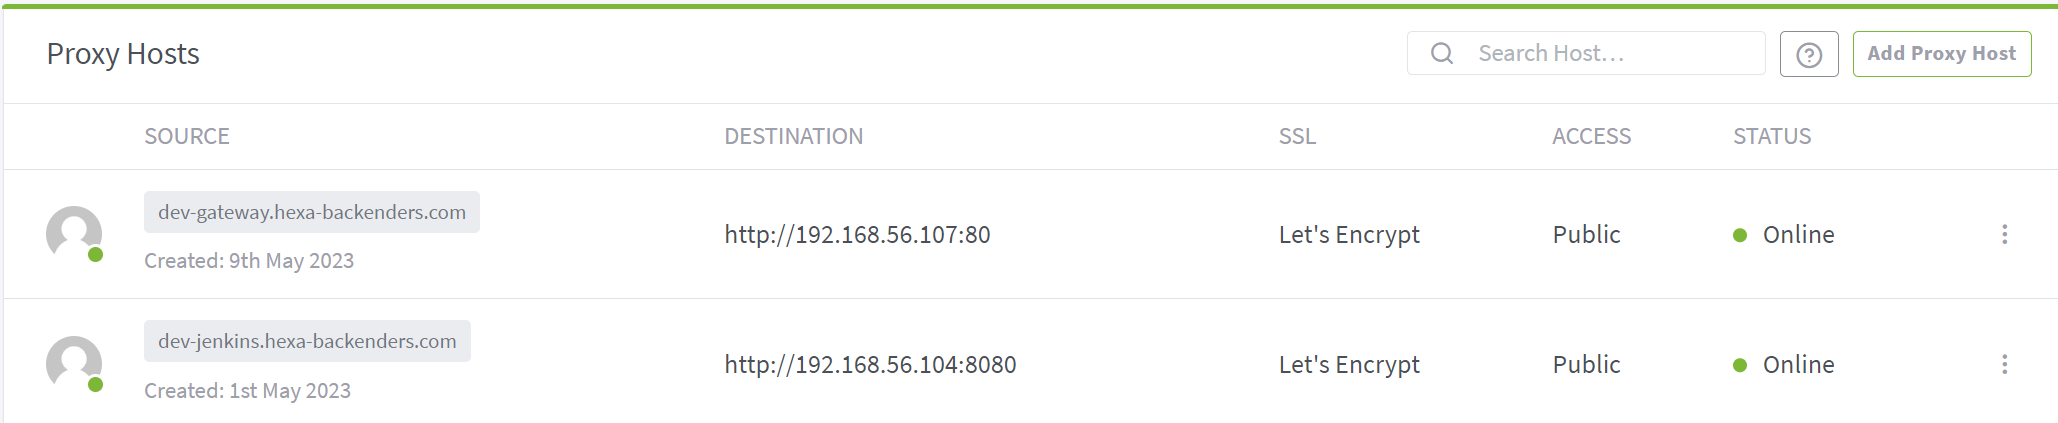 Proxy Hosts
Search Host…
Add Proxy Host
SOURCE DESTINATION SSL ACCESS STATUS
dev-gateway.hexa-backenders.com
Created: 9th May 2023
http://192.168.56.107:80 Let's Encrypt Public Online
dev-jenkins.hexa-backenders.com
Created: 1st May 2023
http://192.168.56.104:8080 Let's Encrypt Public Online